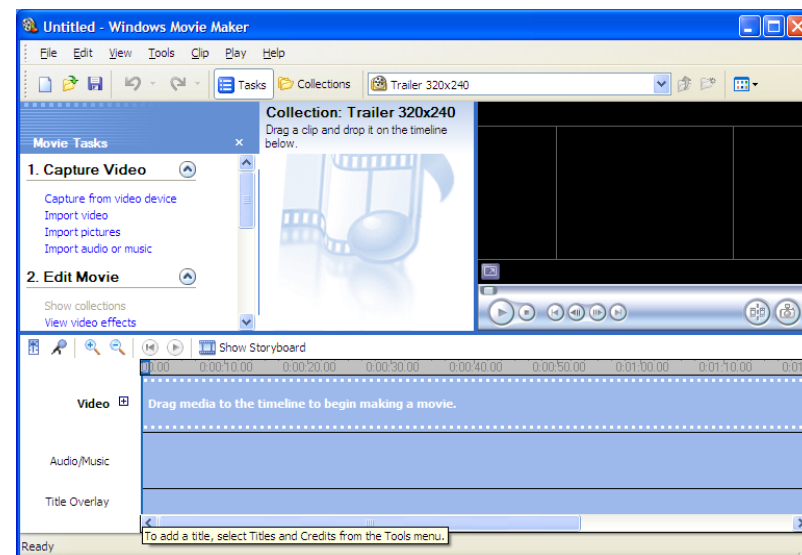 Untitled - Windows Movie Maker
File Edit View Tools Clip Play Help
Tasks Collections Trailer 320x240
Movie Tasks
Collection: Trailer 320x240
Drag a clip and drop it on the timeline
below.
1. Capture Video
Capture from video device
Import video
Import pictures
Import audio or music
2. Edit Movie
Show collections
View video effects
Show Storyboard
0:00:10.00 0:00:20.00 0:00:30.00 0:00:40.00 0:00:50.00 0:01:00.00 0:01:10.00
Video Drag media to the timeline to begin making a movie.
Audio/Music
Title Overlay
To add a title, select Titles and Credits from the Tools menu.
Ready